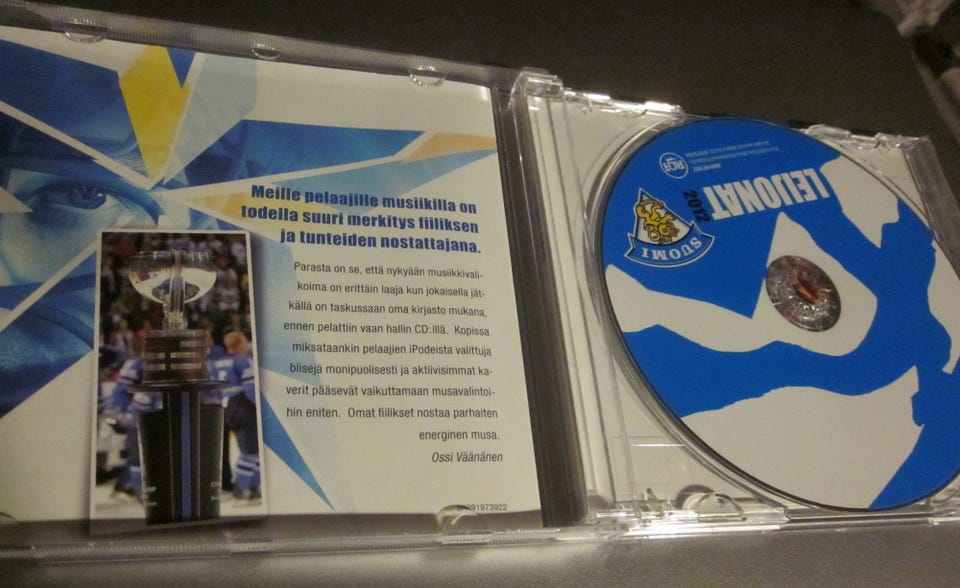 Meille pelaajille musiikilla on
todella suuri merkitys fiiliksen
ja tunteiden nostattajana.
Parasta on se, että nykyään musiikkivali-
koima on erittäin laaja kun jokaisella jät-
källä on taskussaan oma kirjasto mukana,
ennen pelattiin vaan hallin CD:illä. Kopissa
miksataankin pelaajien iPodeista valittuja
biisejä monipuolisesti ja aktiivisimmat ka-
verit pääsevät vaikuttamaan musavalintoi-
hin eniten. Omat fiilikset nostaa parhaiten
energinen musa.
Ossi Väänänen
LEIJONAT
2012
SUOMI
RCA